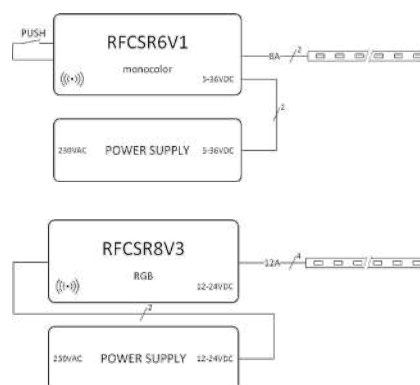 PUSH
RFCSR6V1
monocolor
8A
2
5-36VDC
2
230VAC
POWER SUPPLY
5-36VDC
RFCSR8V3
RGB
12A
4
12-24VDC
2
230VAC
POWER SUPPLY
12-24VDC